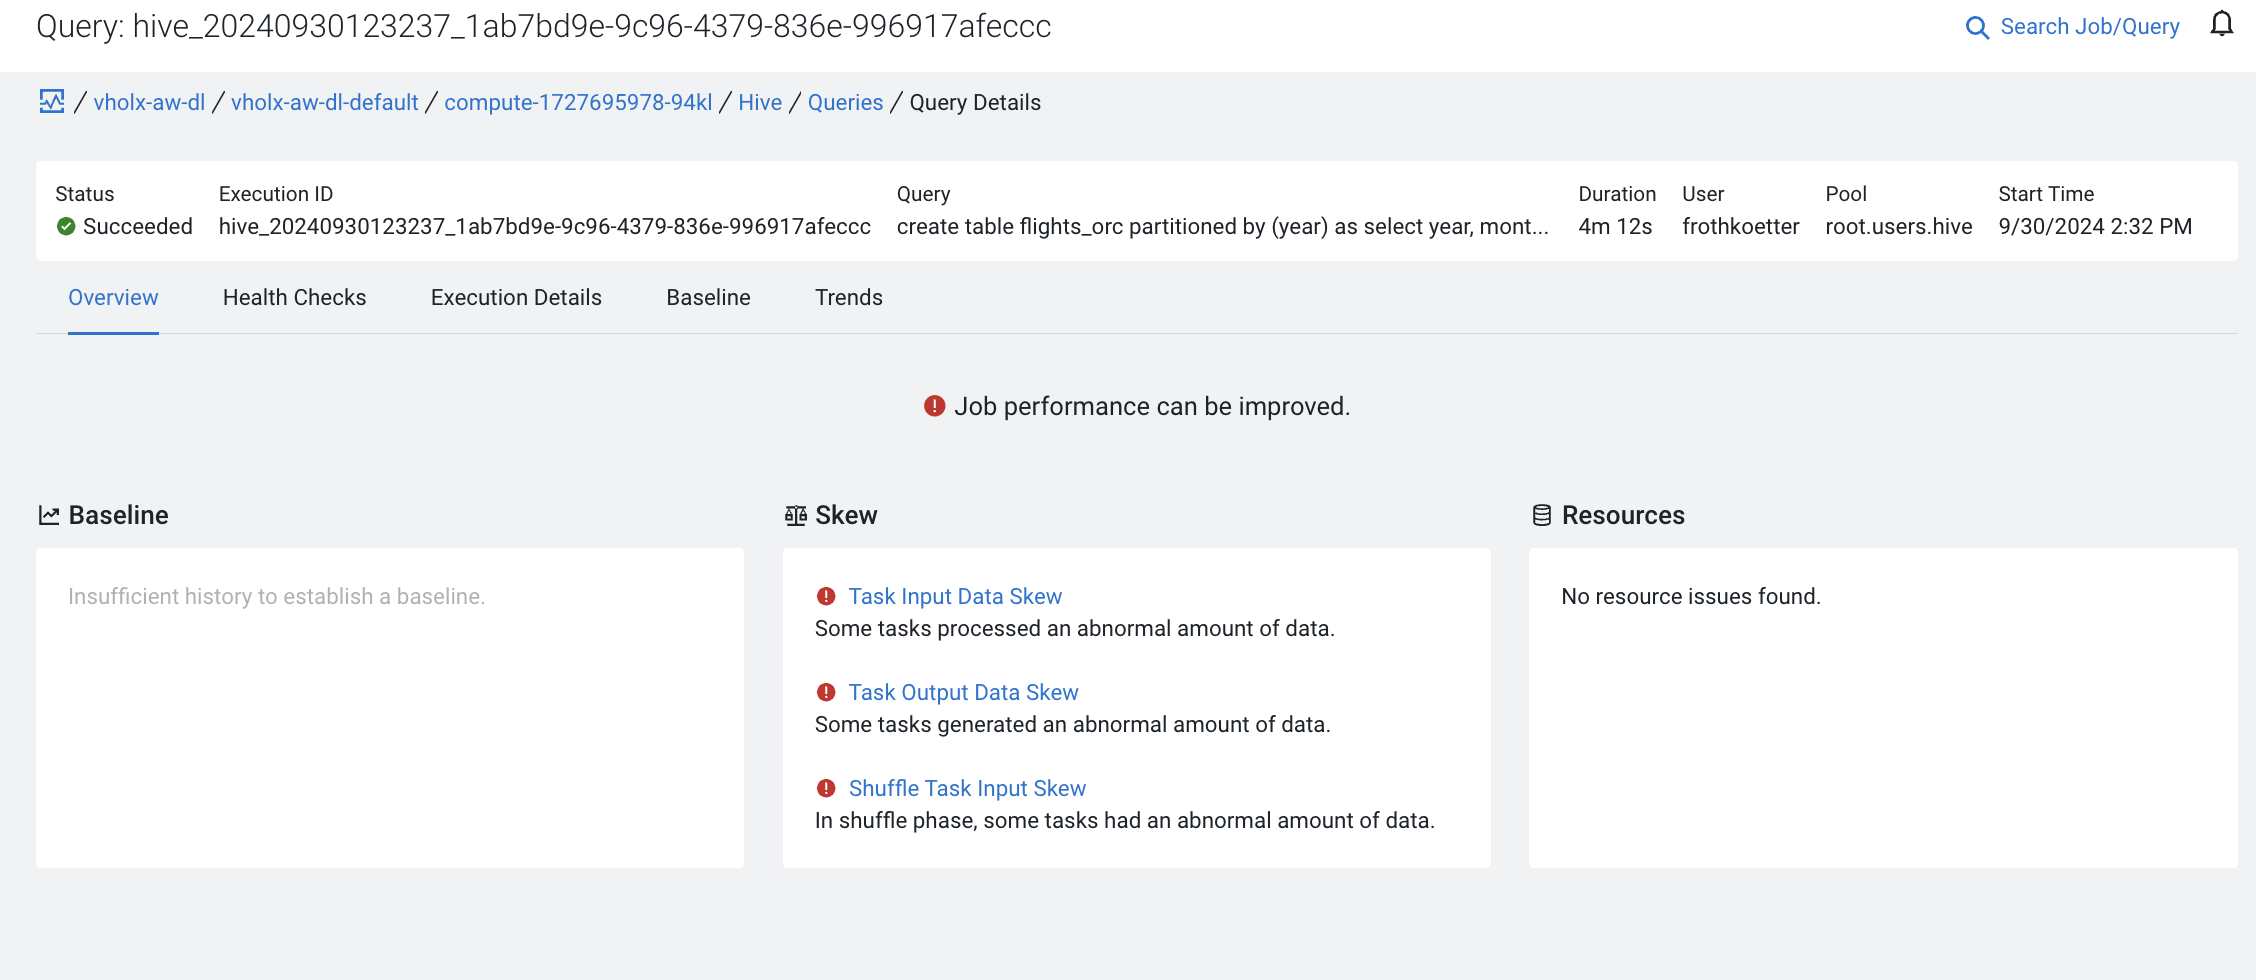 Query: hive_20240930123237_1ab7bd9e-9c96-4379-836e-996917afeccc
Search Job/Query
/ vholx-aw-dl / vholx-aw-dl-default / compute-1727695978-94kl / Hive / Queries / Query Details
Status Execution ID Query Duration User Pool Start Time
Succeeded hive_20240930123237_1ab7bd9e-9c96-4379-836e-996917afeccc create table flights_orc partitioned by (year) as select year, mont... 4m 12s frothkoetter root.users.hive 9/30/2024 2:32 PM
Overview Health Checks Execution Details Baseline Trends
Job performance can be improved.
Baseline
Insufficient history to establish a baseline.
Skew
Task Input Data Skew
Some tasks processed an abnormal amount of data.
Task Output Data Skew
Some tasks generated an abnormal amount of data.
Shuffle Task Input Skew
In shuffle phase, some tasks had an abnormal amount of data.
Resources
No resource issues found.